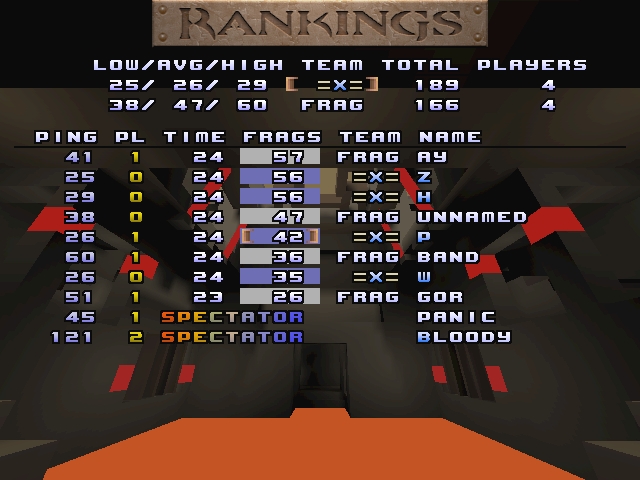 RANKINGS
LOW/AVG/HIGH TEAM TOTAL PLAYERS
25/ 26/ 29 [ =X= ] 189 4
38/ 47/ 60 FRAG 166 4
PING PL TIME FRAGS TEAM NAME
41 1 24 57 FRAG AY
25 0 24 56 =X= Z
29 0 24 56 =X= H
38 0 24 47 FRAG UNNAMED
26 1 24 [ 42 ] =X= P
60 1 24 36 FRAG BAND
26 0 24 35 =X= W
51 1 23 26 FRAG GOR
45 1 SPECTATOR PANIC
121 2 SPECTATOR BLOODY